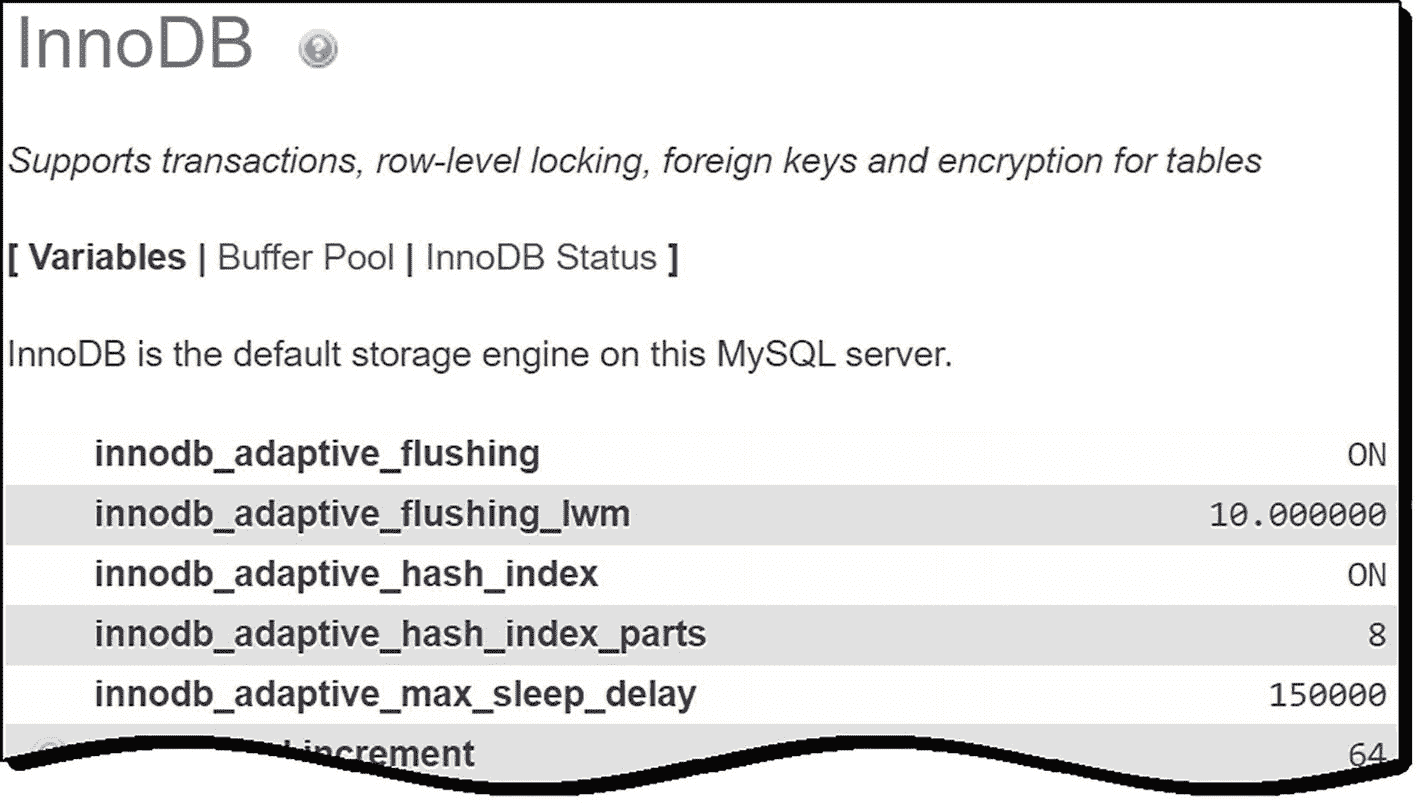 InnoDB
Supports transactions, row-level locking, foreign keys and encryption for tables
[ Variables | Buffer Pool | InnoDB Status ]
InnoDB is the default storage engine on this MySQL server.
innodb_adaptive_flushing ON
innodb_adaptive_flushing_lwm 10.000000
innodb_adaptive_hash_index ON
innodb_adaptive_hash_index_parts 8
innodb_adaptive_max_sleep_delay 150000
increment 64